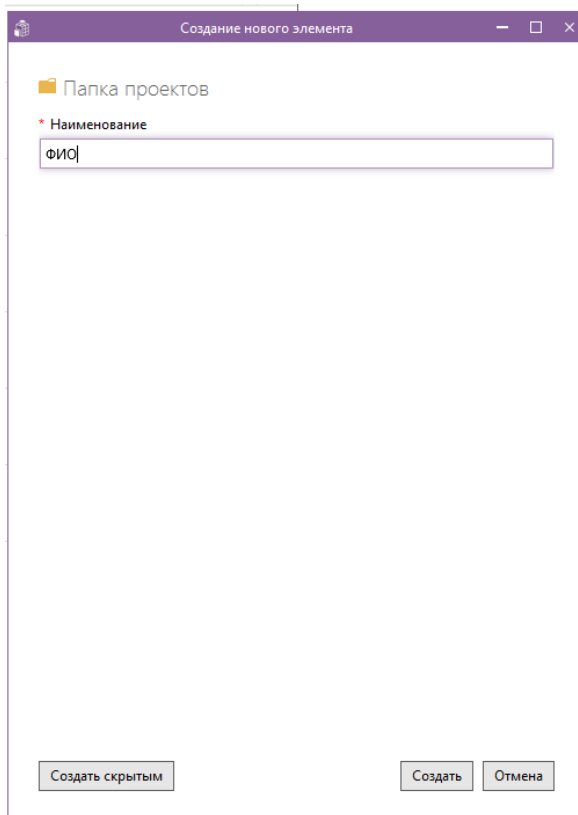 Создание нового элемента
Папка проектов
* Наименование
ФИО
Создать скрытым
Создать
Отмена